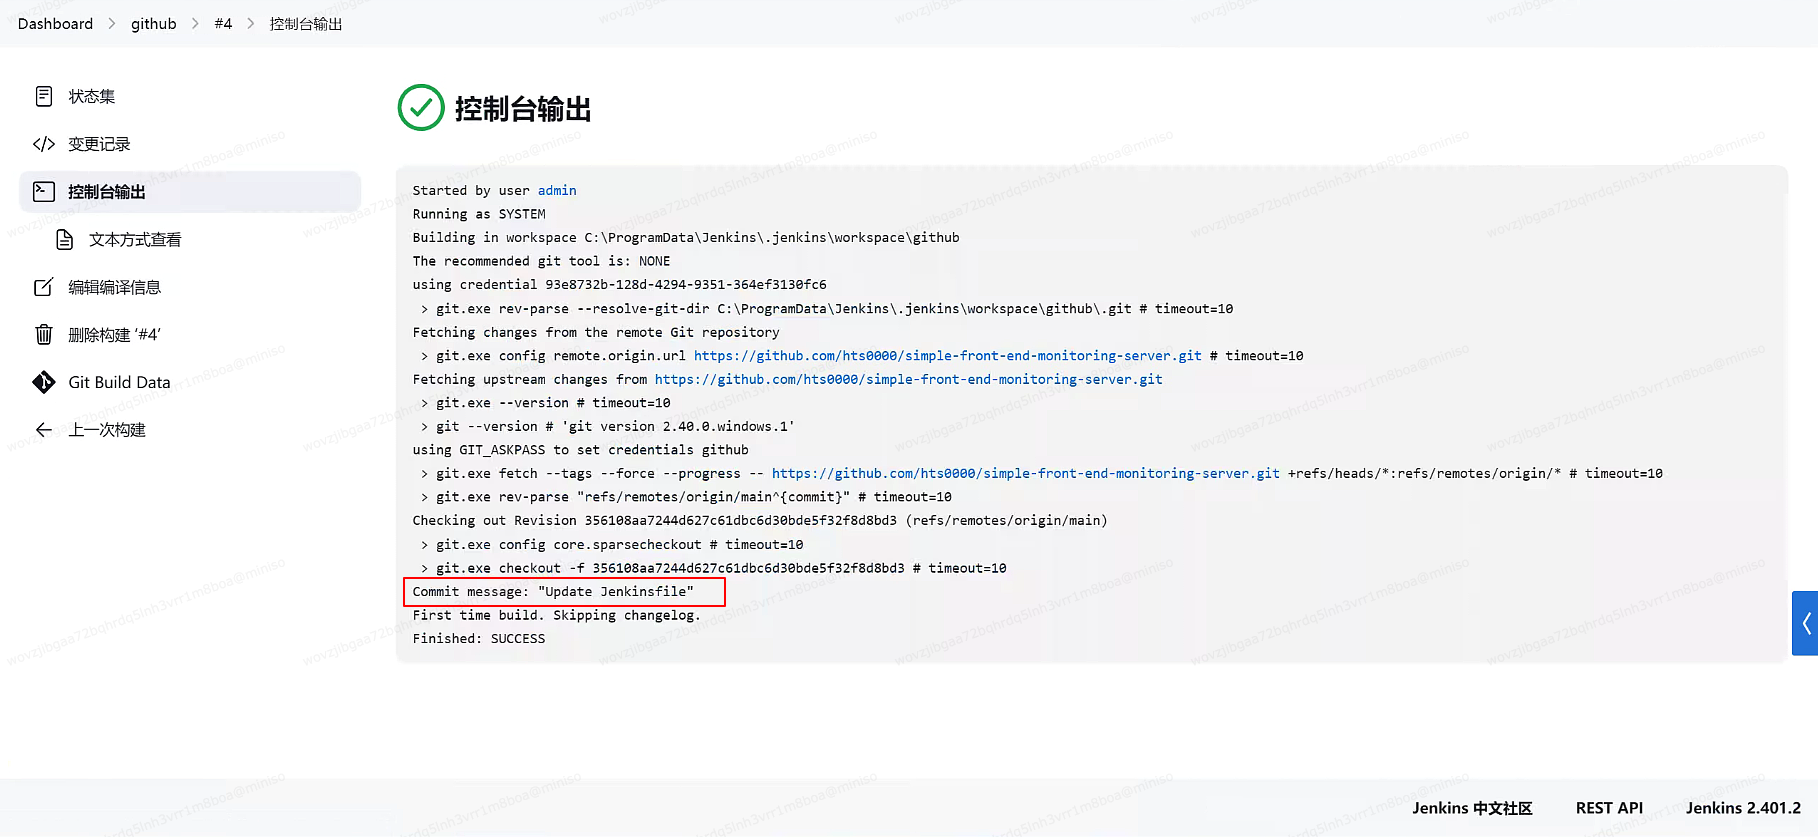 Dashboard > github > #4 > 控制台输出
状态集
变更记录
控制台输出
文本方式查看
编辑编译信息
删除构建 ‘#4’
Git Build Data
上一次构建
控制台输出
Started by user admin
Running as SYSTEM
Building in workspace C:\ProgramData\Jenkins\.jenkins\workspace\github
The recommended git tool is: NONE
using credential 93e8732b-128d-4294-9351-364ef3130fc6
> git.exe rev-parse --resolve-git-dir C:\ProgramData\Jenkins\.jenkins\workspace\github\.git # timeout=10
Fetching changes from the remote Git repository
> git.exe config remote.origin.url https://github.com/hts0000/simple-front-end-monitoring-server.git # timeout=10
Fetching upstream changes from https://github.com/hts0000/simple-front-end-monitoring-server.git
> git.exe --version # timeout=10
> git --version # 'git version 2.40.0.windows.1'
using GIT_ASKPASS to set credentials github
> git.exe fetch --tags --force --progress -- https://github.com/hts0000/simple-front-end-monitoring-server.git +refs/heads/*:refs/remotes/origin/* # timeout=10
> git.exe rev-parse "refs/remotes/origin/main^{commit}" # timeout=10
Checking out Revision 356108aa7244d627c61dbc6d30bde5f32f8d8bd3 (refs/remotes/origin/main)
> git.exe config core.sparsecheckout # timeout=10
> git.exe checkout -f 356108aa7244d627c61dbc6d30bde5f32f8d8bd3 # timeout=10
Commit message: "Update Jenkinsfile"
First time build. Skipping changelog.
Finished: SUCCESS
Jenkins 中文社区
REST API
Jenkins 2.401.2